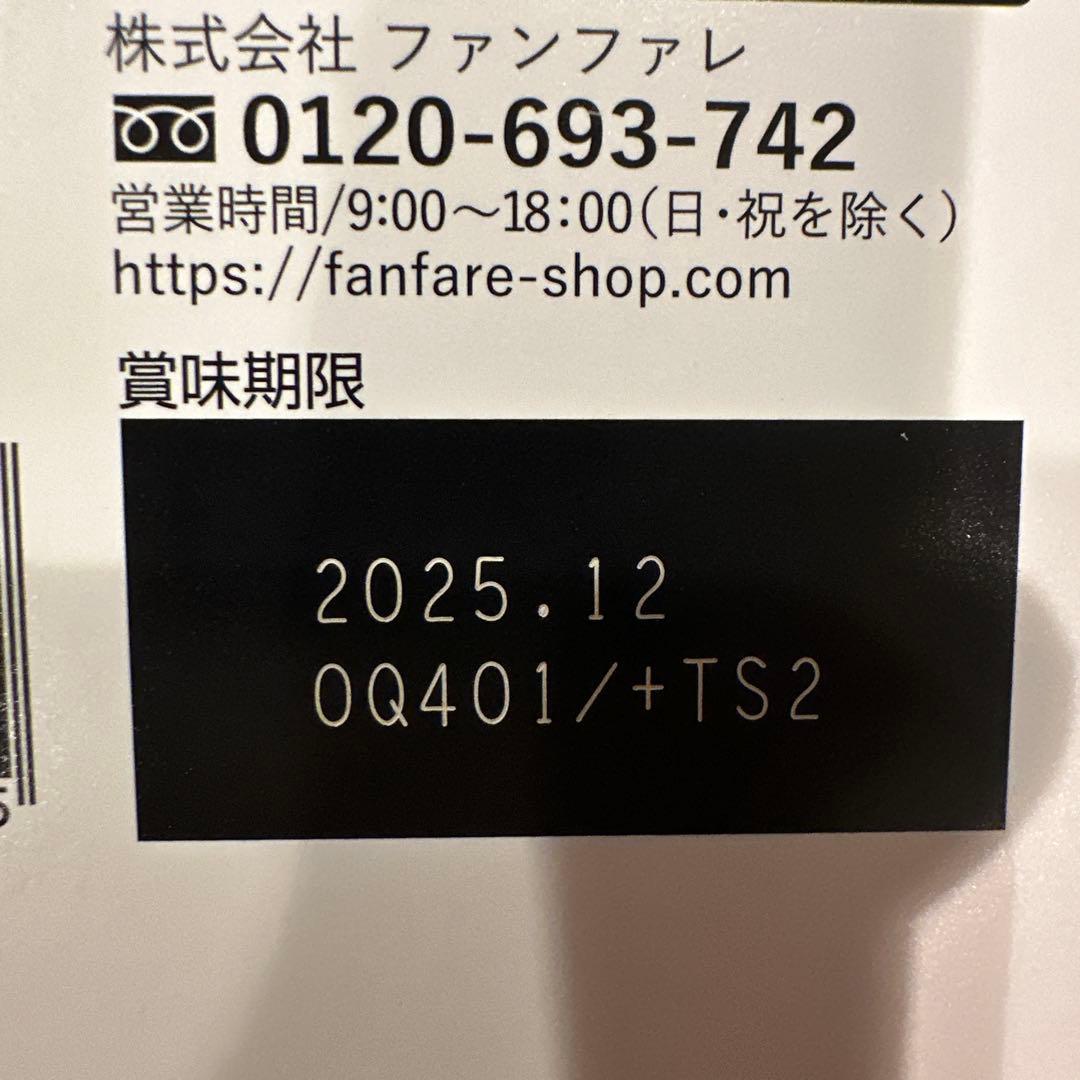 株式会社 ファンファレ
0120-693-742
営業時間/9:00～18:00(日・祝を除く)
https://fanfare-shop.com
賞味期限
2025.12
0Q401/+TS2